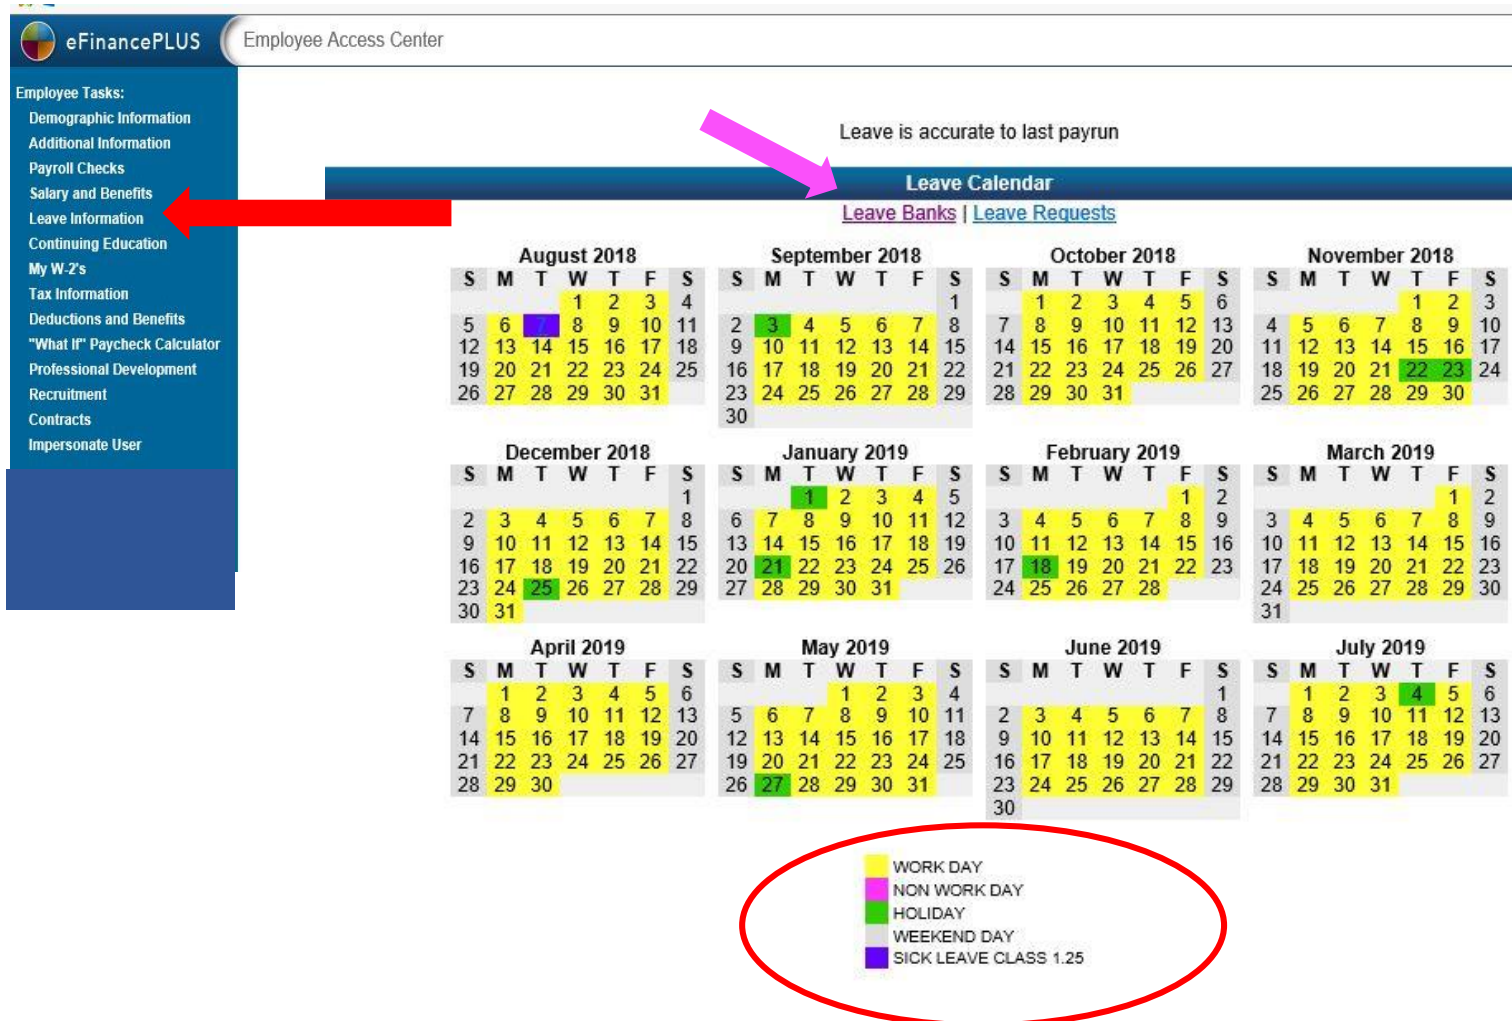 eFinancePLUS Employee Access Center
Employee Tasks:
Demographic Information
Additional Information
Payroll Checks
Salary and Benefits
Leave Information
Continuing Education
My W-2's
Tax Information
Deductions and Benefits
"What If" Paycheck Calculator
Professional Development
Recruitment
Contracts
Impersonate User
Leave is accurate to last payrun
Leave Calendar
Leave Banks | Leave Requests
August 2018
S M T W T F S
1 2 3 4
5 6 7 8 9 10 11
12 13 14 15 16 17 18
19 20 21 22 23 24 25
26 27 28 29 30 31
September 2018
S M T W T F S
1
2 3 4 5 6 7 8
9 10 11 12 13 14 15
16 17 18 19 20 21 22
23 24 25 26 27 28 29
30
October 2018
S M T W T F S
1 2 3 4 5 6
7 8 9 10 11 12 13
14 15 16 17 18 19 20
21 22 23 24 25 26 27
28 29 30 31
November 2018
S M T W T F S
1 2 3
4 5 6 7 8 9 10
11 12 13 14 15 16 17
18 19 20 21 22 23 24
25 26 27 28 29 30
December 2018
S M T W T F S
1
2 3 4 5 6 7 8
9 10 11 12 13 14 15
16 17 18 19 20 21 22
23 24 25 26 27 28 29
30 31
January 2019
S M T W T F S
1 2 3 4 5
6 7 8 9 10 11 12
13 14 15 16 17 18 19
20 21 22 23 24 25 26
27 28 29 30 31
February 2019
S M T W T F S
1 2
3 4 5 6 7 8 9
10 11 12 13 14 15 16
17 18 19 20 21 22 23
24 25 26 27 28
March 2019
S M T W T F S
1 2
3 4 5 6 7 8 9
10 11 12 13 14 15 16
17 18 19 20 21 22 23
24 25 26 27 28 29 30
31
April 2019
S M T W T F S
1 2 3 4 5 6
7 8 9 10 11 12 13
14 15 16 17 18 19 20
21 22 23 24 25 26 27
28 29 30
May 2019
S M T W T F S
1 2 3 4
5 6 7 8 9 10 11
12 13 14 15 16 17 18
19 20 21 22 23 24 25
26 27 28 29 30 31
June 2019
S M T W T F S
1
2 3 4 5 6 7 8
9 10 11 12 13 14 15
16 17 18 19 20 21 22
23 24 25 26 27 28 29
30
July 2019
S M T W T F S
1 2 3 4 5 6
7 8 9 10 11 12 13
14 15 16 17 18 19 20
21 22 23 24 25 26 27
28 29 30 31
WORK DAY
NON WORK DAY
HOLIDAY
WEEKEND DAY
SICK LEAVE CLASS 1.25